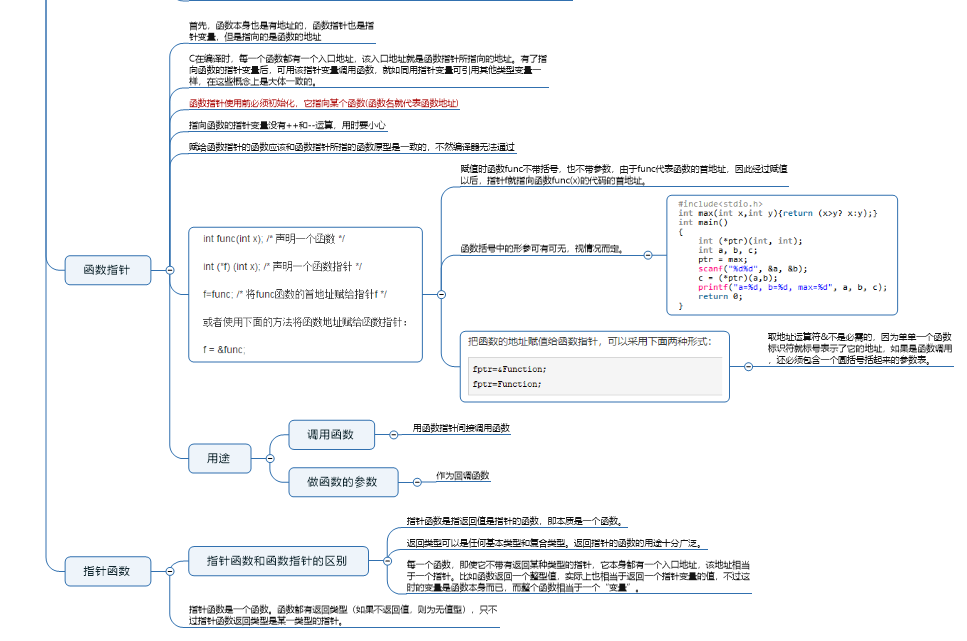 首先，函数本身也是有地址的，函数指针也是指
针变量，但是指向的是函数的地址
C在编译时，每一个函数都有一个入口地址，该入口地址就是函数指针所指向的地址。有了指
向函数的指针变量后，可用该指针变量调用函数，就如同用指针变量可引用其他类型变量一
样，在这些概念上是大体一致的。
函数指针使用前必须初始化，它指向某个函数(函数名就代表函数地址)
指向函数的指针变量没有++和--运算，用时要小心
赋给函数指针的函数应该和函数指针所指的函数原型是一致的，不然编译器无法通过
函数指针
int func(int x); /* 声明一个函数 */
int (*f) (int x); /* 声明一个函数指针 */
f=func; /* 将func函数的首地址赋给指针f */
或者使用下面的方法将函数地址赋给函数指针：
f = &func;
赋值时函数func不带括号，也不带参数，由于func代表函数的首地址，因此经过赋值
以后，指针f就指向函数func(x)的代码的首地址。
函数括号中的形参可有可无，视情况而定。
#include<stdio.h>
int max(int x,int y){return (x>y? x:y);}
int main()
{
int (*ptr)(int, int);
int a, b, c;
ptr = max;
scanf("%d%d", &a, &b);
c = (*ptr)(a,b);
printf("a=%d, b=%d, max=%d", a, b, c);
return 0;
}
把函数的地址赋值给函数指针，可以采用下面两种形式：
fptr=&Function;
fptr=Function;
取地址运算符&不是必需的，因为单单一个函数
标识符就标号表示了它的地址，如果是函数调用
，还必须包含一个圆括号括起来的参数表。
用途
调用函数
用函数指针间接调用函数
做函数的参数
作为回调函数
指针函数
指针函数和函数指针的区别
指针函数是指返回值是指针的函数，即本质是一个函数。
返回类型可以是任何基本类型和复合类型。返回指针的函数的用途十分广泛。
每一个函数，即使它不带有返回某种类型的指针，它本身都有一个入口地址，该地址相当
于一个指针。比如函数返回一个整型值，实际上也相当于返回一个指针变量的值，不过这
时的变量是函数本身而已，而整个函数相当于一个“变量”。
指针函数是一个函数。函数都有返回类型（如果不返回值，则为无值型），只不
过指针函数返回类型是某一类型的指针。